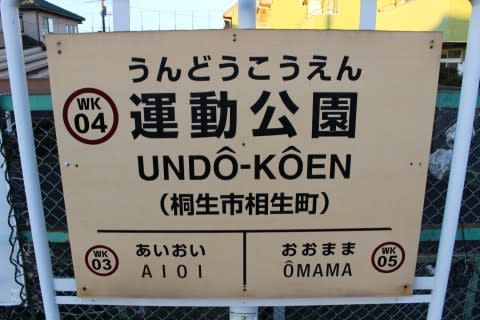 うんどうこうえん
WK
04
運動公園
UNDÔ-KÔEN
(桐生市相生町)
WK
03
あいおい
AIOI
おおまま
ÔMAMA
WK
05